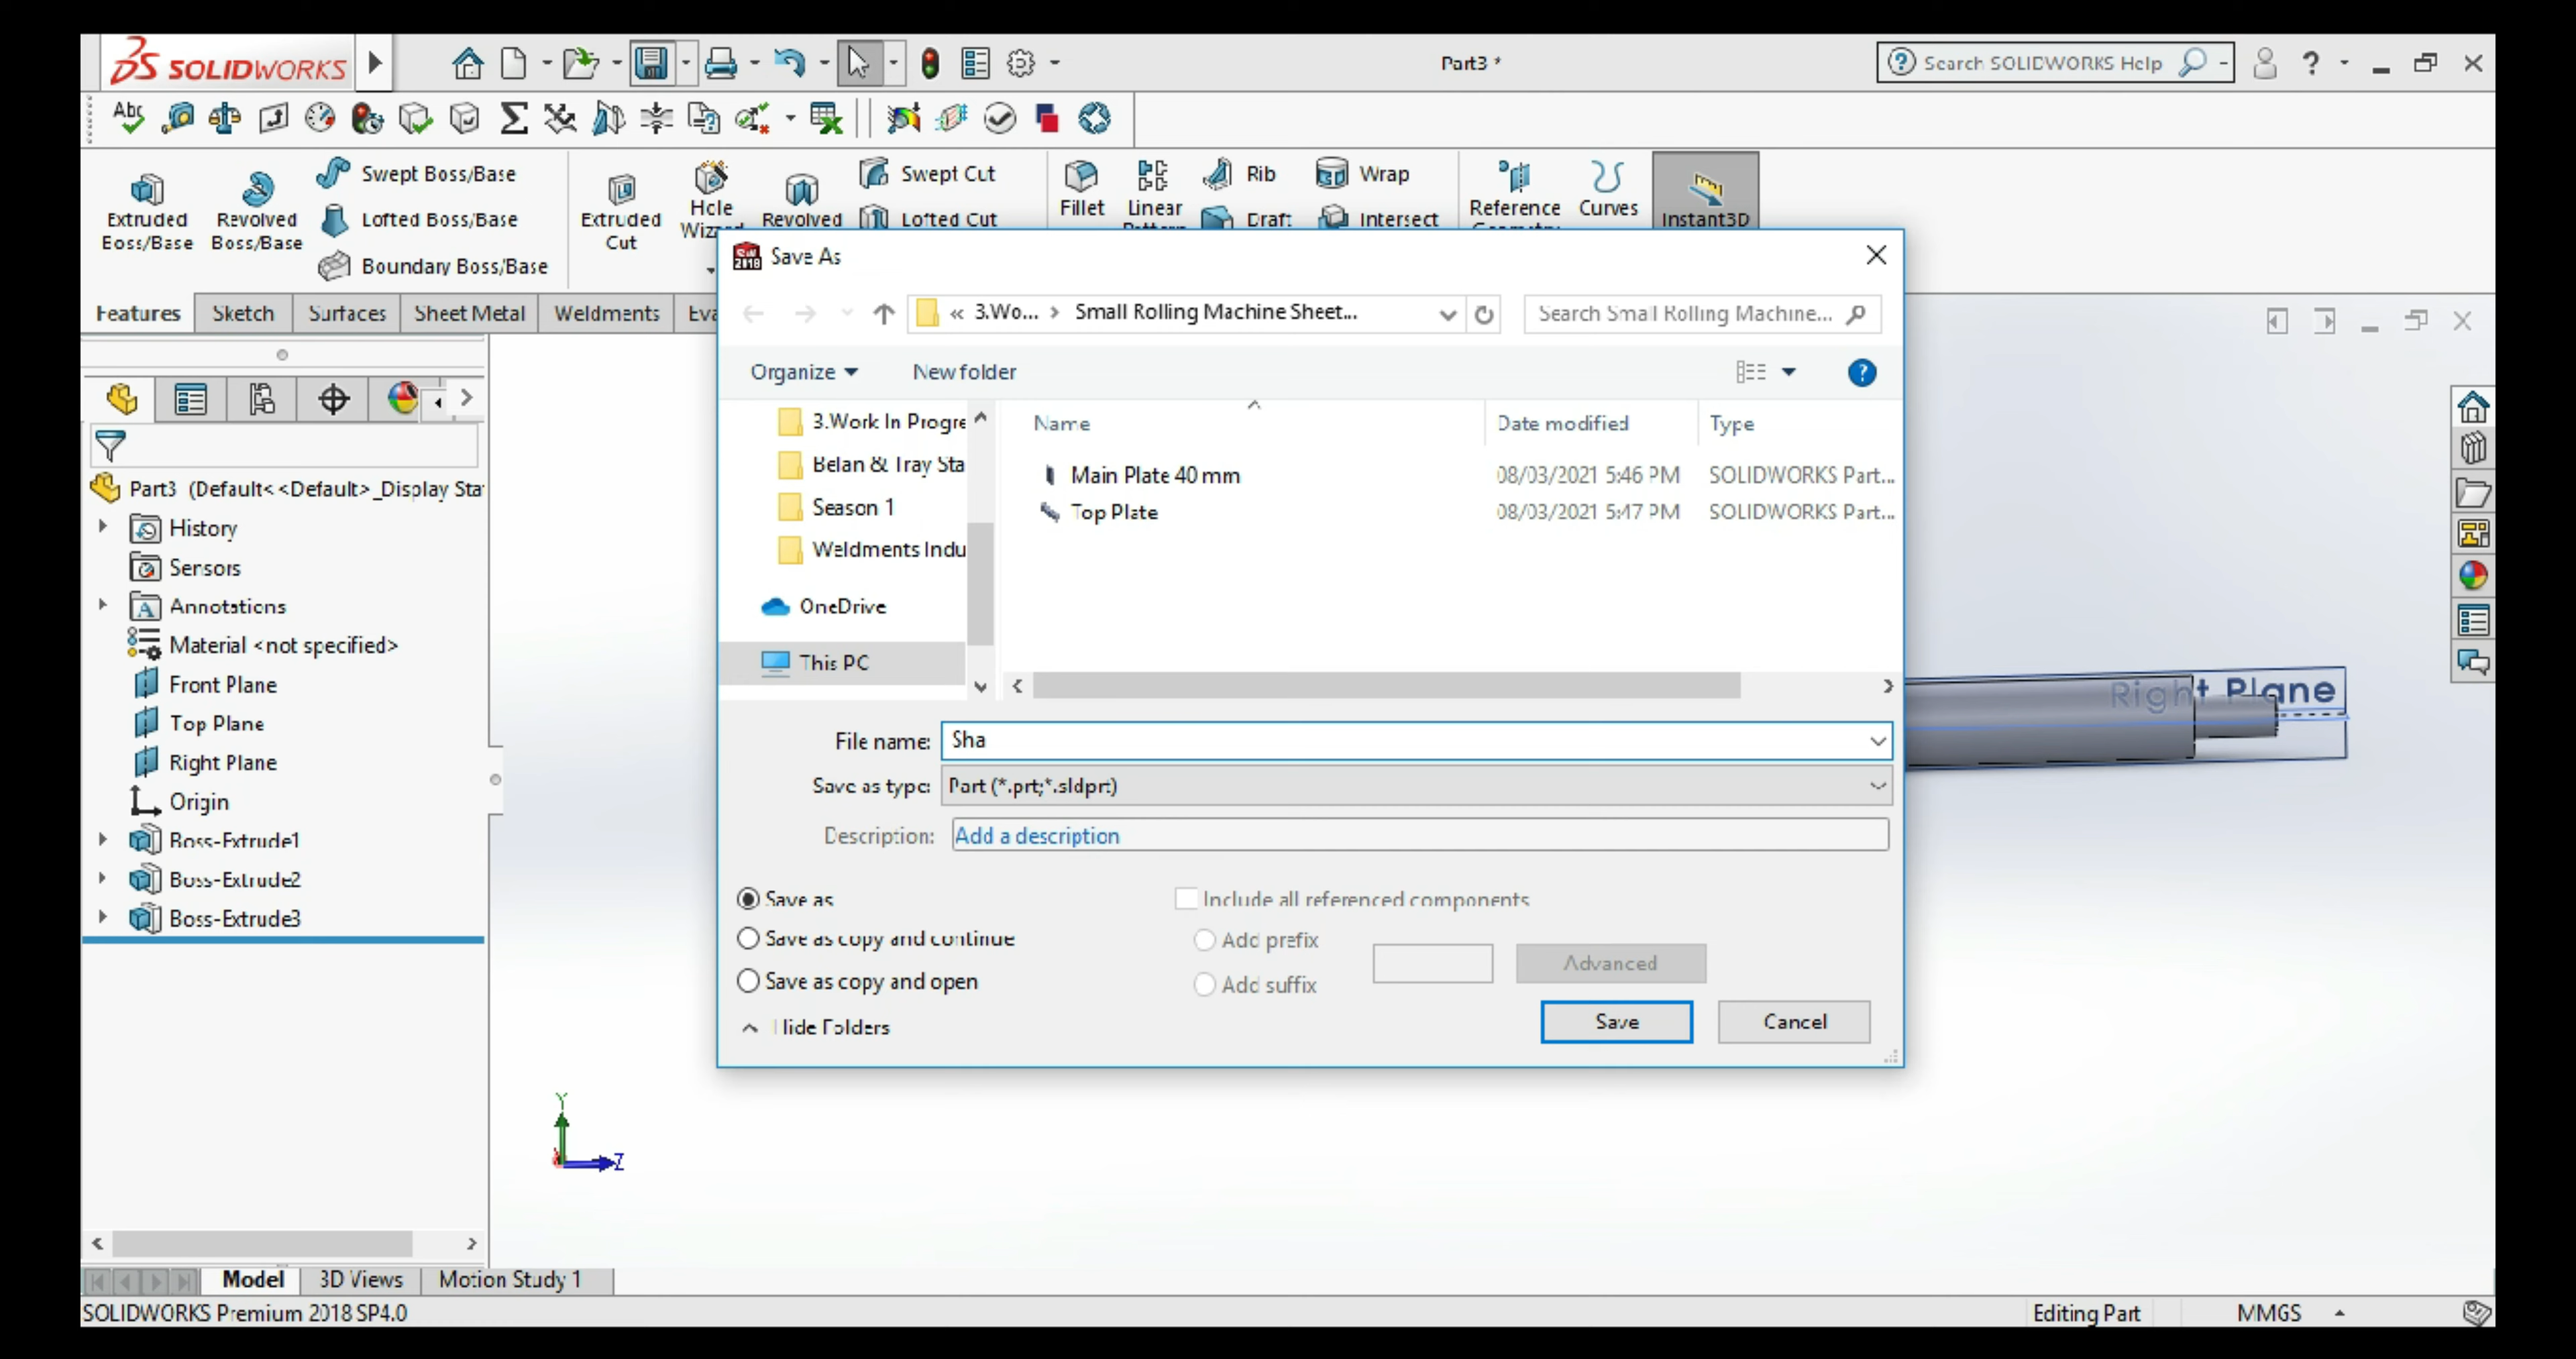 SOLIDWORKS
Part3 *
Search SOLIDWORKS Help
Abc
Extruded Boss/Base
Revolved Boss/Base
Swept Boss/Base
Lofted Boss/Base
Boundary Boss/Base
Extruded Cut
Hole
Revolved
Swept Cut
Lofted Cut
Fillet
Linear
Rib
Draft
Wrap
Intersect
Reference
Curves
Instant3D
Features
Sketch
Surfaces
Sheet Metal
Weldments
Eva
Part3 (Default<<Default>_Display Sta
History
Sensors
Annotations
Material <not specified>
Front Plane
Top Plane
Right Plane
Origin
Boss-Extrude1
Boss-Extrude2
Boss-Extrude3
Save As
« 3.Wo... > Small Rolling Machine Sheet...
Search Small Rolling Machine...
Organize
New folder
3.Work In Progre
Belan & Tray Sta
Season 1
Weldments Indu
OneDrive
This PC
Name Date modified Type
Main Plate 40 mm 08/03/2021 5:46 PM SOLIDWORKS Part...
Top Plate 08/03/2021 5:47 PM SOLIDWORKS Part...
File name: Sha
Save as type: Part (*.prt;*.sldprt)
Description: Add a description
Save as
Save as copy and continue
Save as copy and open
Include all referenced components
Add prefix
Add suffix
Advanced
Hide Folders
Save
Cancel
Right Plane
Y
Z
Model
3D Views
Motion Study 1
SOLIDWORKS Premium 2018 SP4.0
Editing Part
MMGS